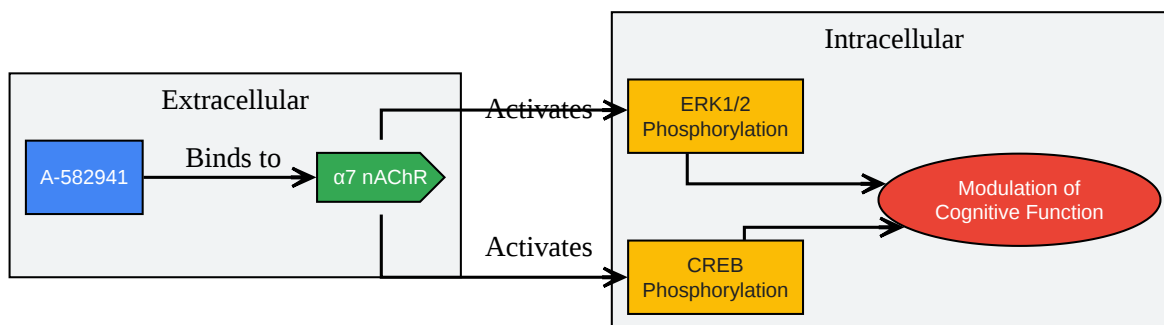 Extracellular
A-582941
Binds to
α7 nAChR
Activates
Activates
Intracellular
ERK1/2
Phosphorylation
CREB
Phosphorylation
Modulation of
Cognitive Function